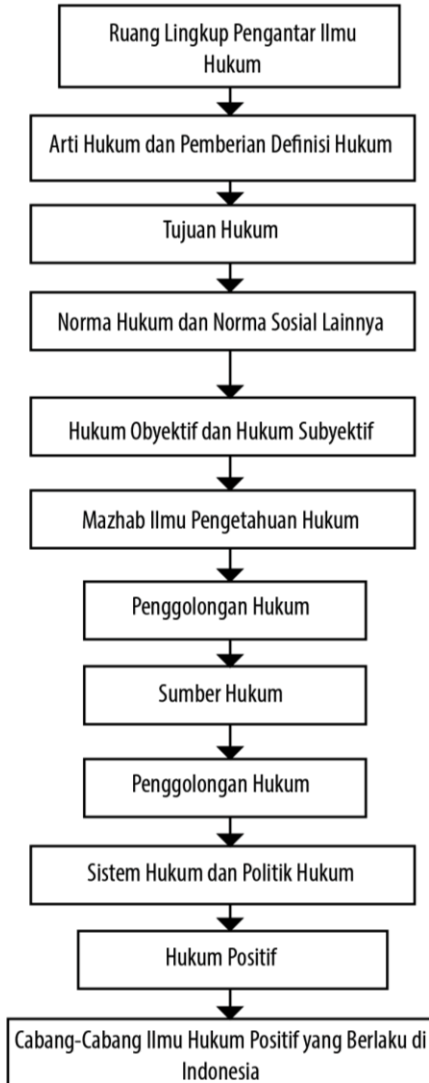 Ruang Lingkup Pengantar Ilmu
Hukum
Arti Hukum dan Pemberian Definisi Hukum
Tujuan Hukum
Norma Hukum dan Norma Sosial Lainnya
Hukum Obyektif dan Hukum Subyektif
Mazhab Ilmu Pengetahuan Hukum
Penggolongan Hukum
Sumber Hukum
Penggolongan Hukum
Sistem Hukum dan Politik Hukum
Hukum Positif
Cabang-Cabang Ilmu Hukum Positif yang Berlaku di
Indonesia